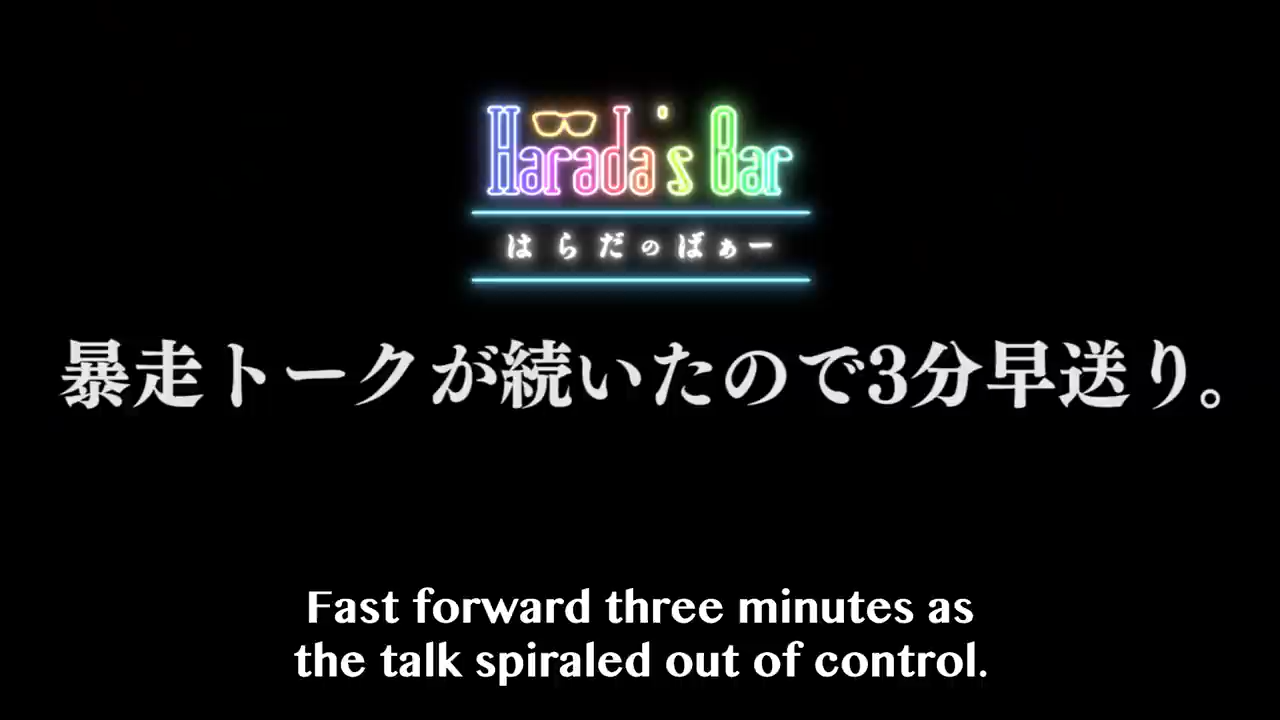 Harada's Bar
はらだのばぁー
暴走トークが続いたので3分早送り。
Fast forward three minutes as
the talk spiraled out of control.